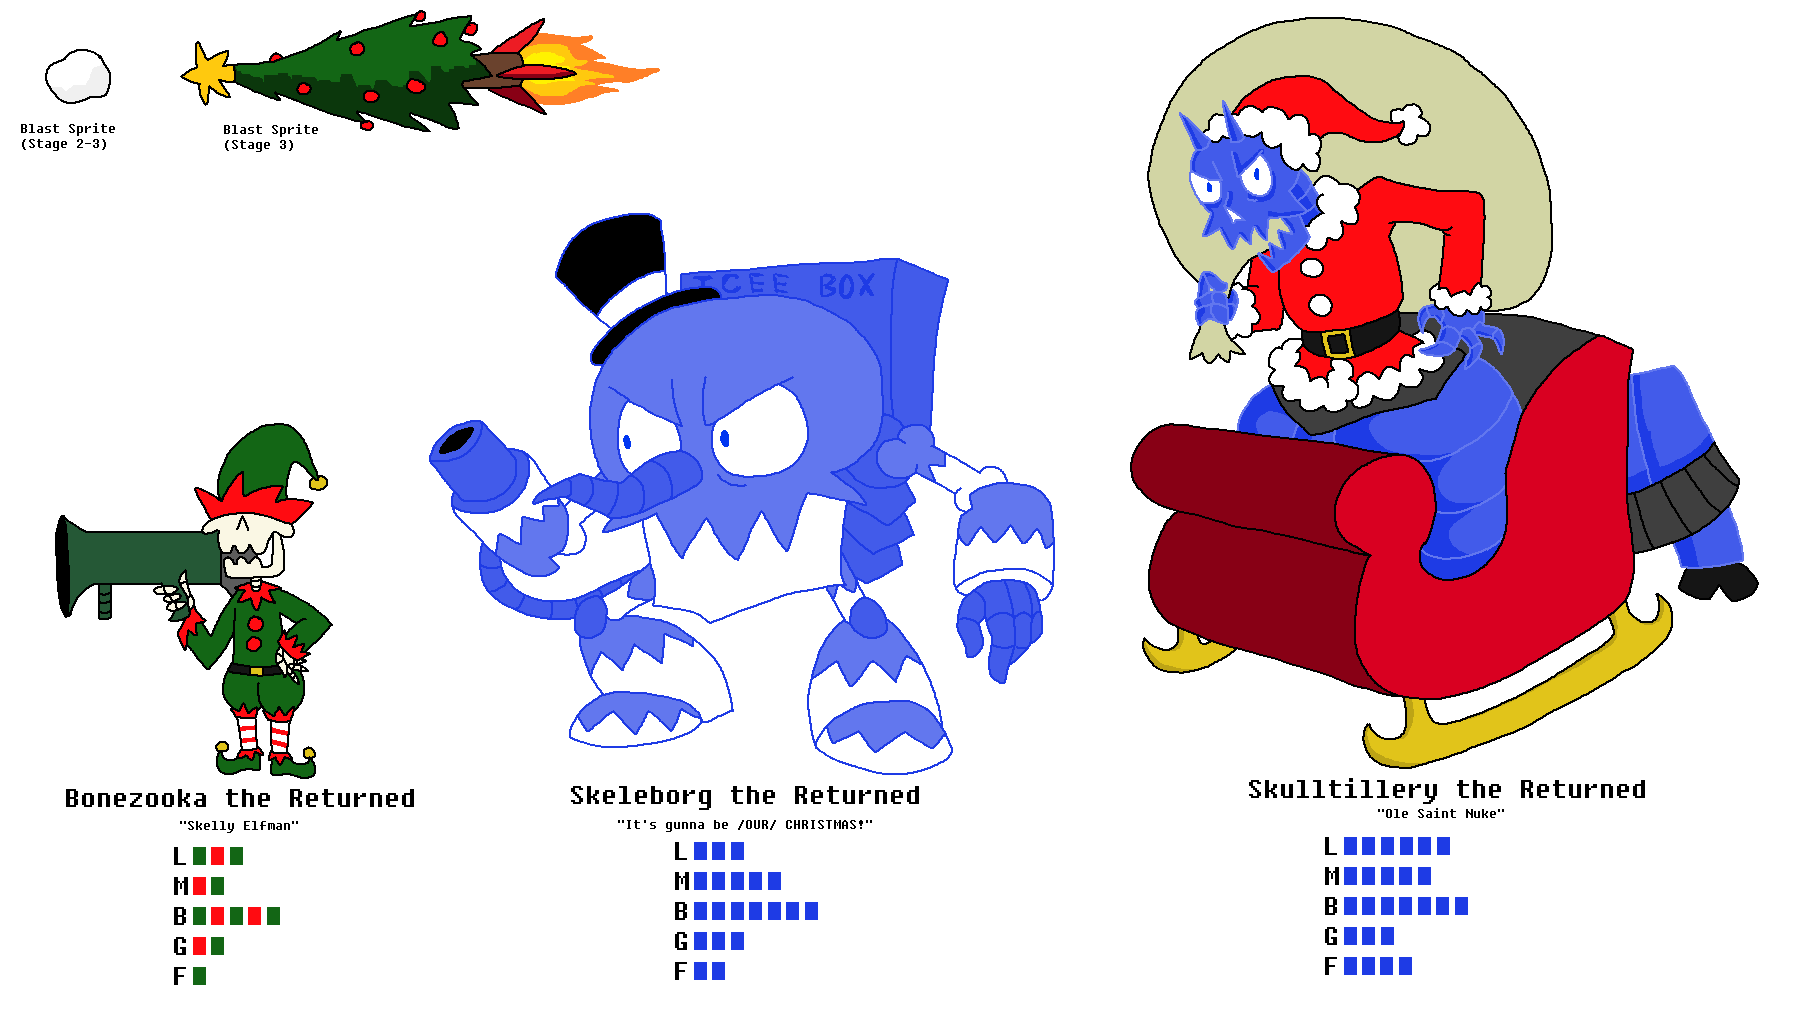 Blast Sprite
(Stage 2-3)
Blast Sprite
(Stage 3)
ICEE BOX
Bonezooka the Returned
"Skelly Elfman"
L
M
B
G
F
Skeleborg the Returned
"It's gunna be /OUR/ CHRISTMAS!"
L
M
B
G
F
Skulltillery the Returned
"Ole Saint Nuke"
L
M
B
G
F